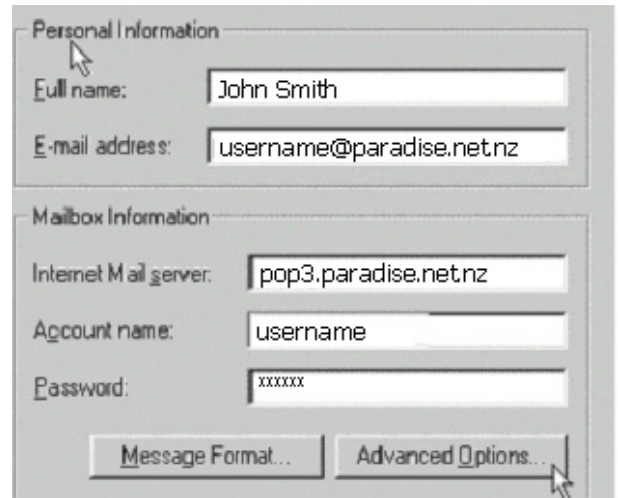 Personal Information
Full name: John Smith
E-mail address: username@paradise.net.nz
Mailbox Information
Internet Mail server: pop3.paradise.net.nz
Account name: username
Password: xxxxxx
Message Format... Advanced Options...